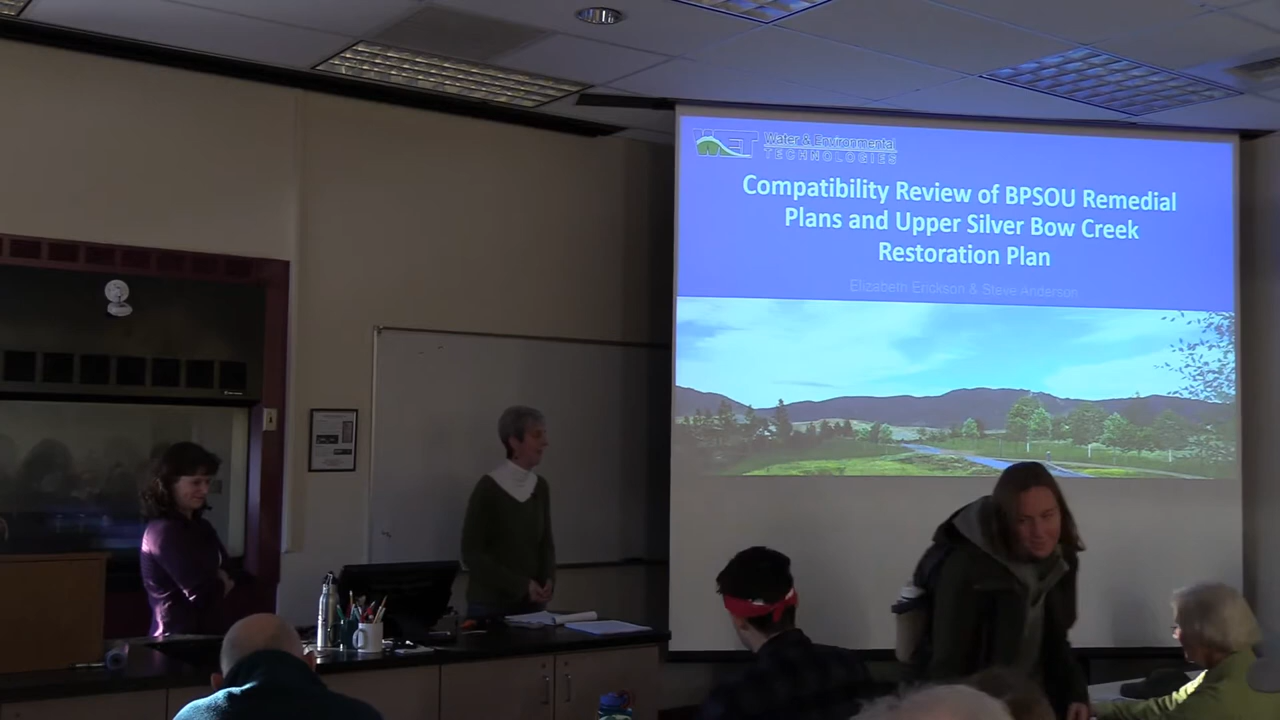 WET Water & Environmental
TECHNOLOGIES
Compatibility Review of BPSOU Remedial
Plans and Upper Silver Bow Creek
Restoration Plan
Elizabeth Erickson & Steve Anderson